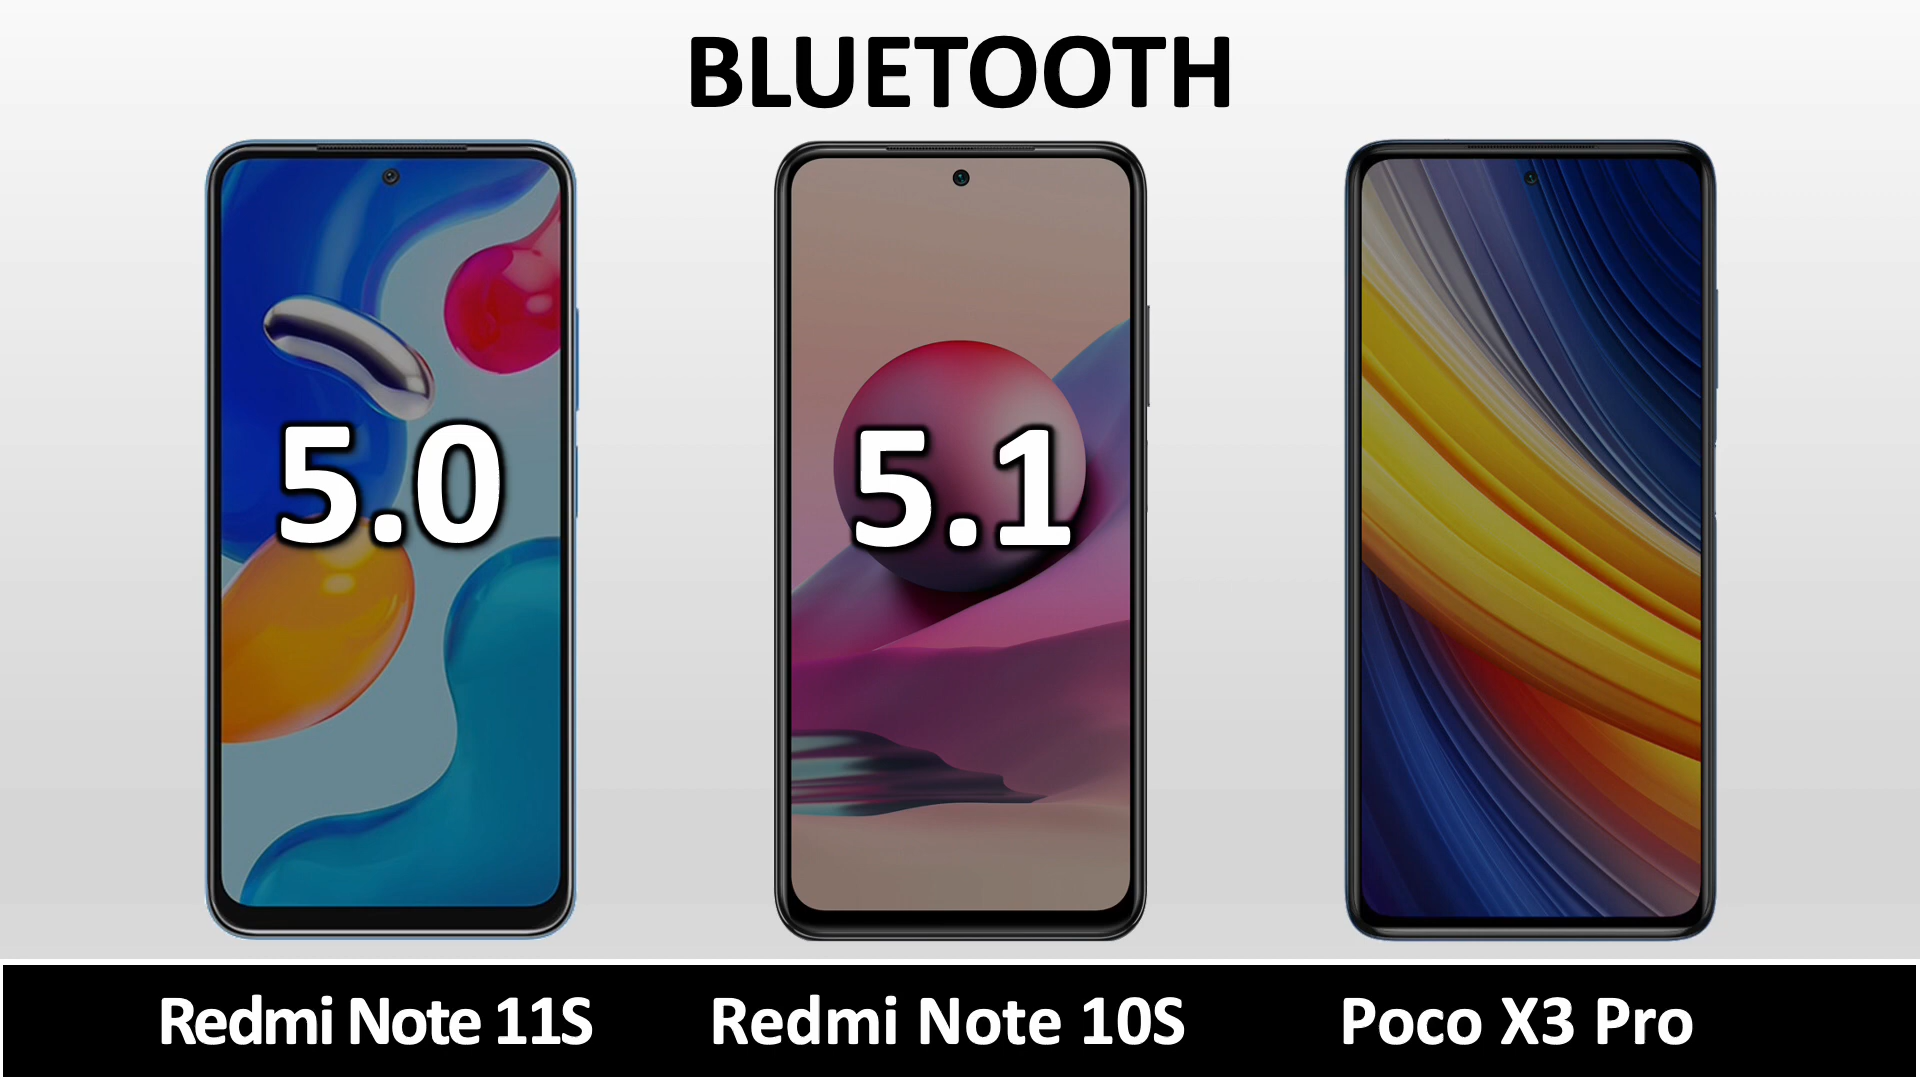 BLUETOOTH
5.0
5.1
Redmi Note 11S
Redmi Note 10S
Poco X3 Pro